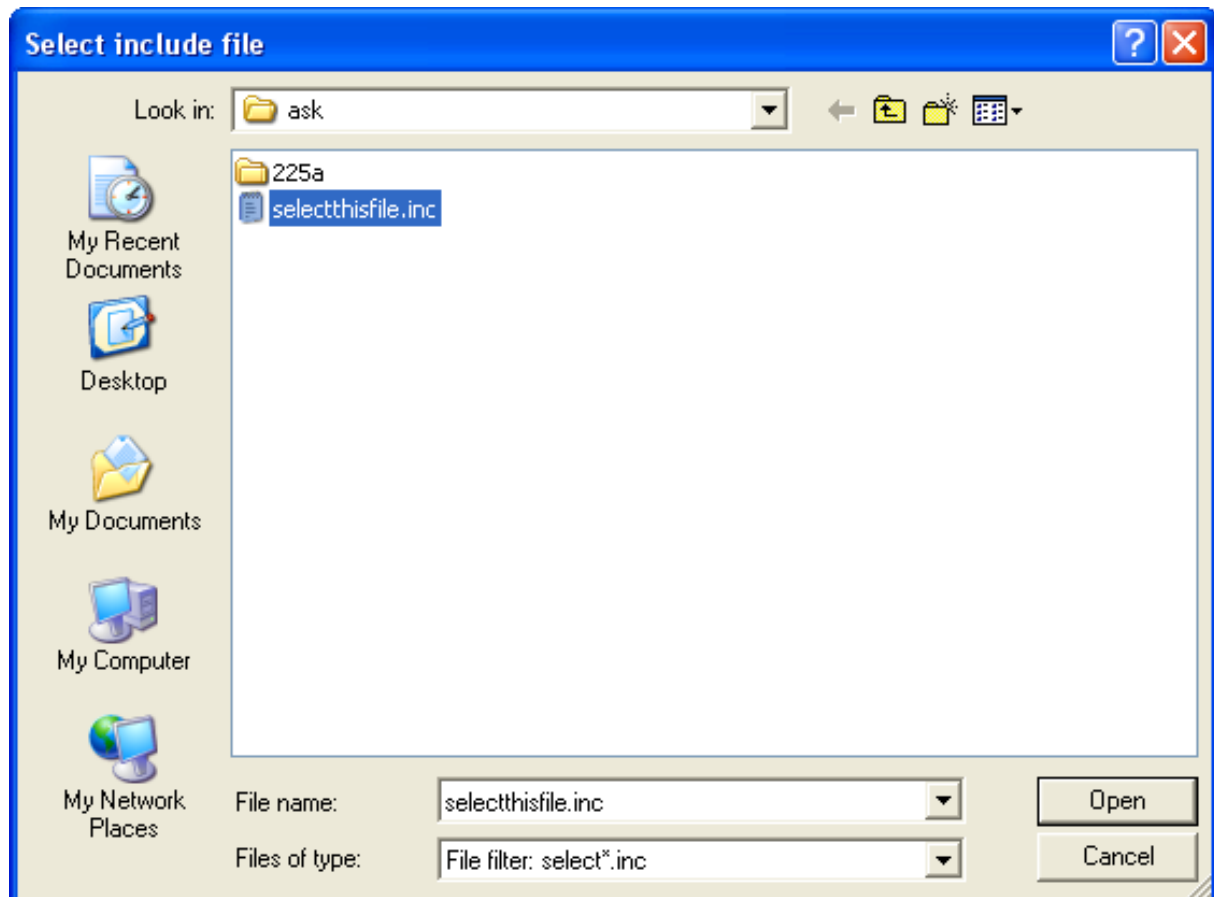 Select include file
Look in: ask
225a
selectthisfile.inc
My Recent
Documents
Desktop
My Documents
My Computer
My Network
Places
File name: selectthisfile.inc Open
Files of type: File filter: select*.inc Cancel